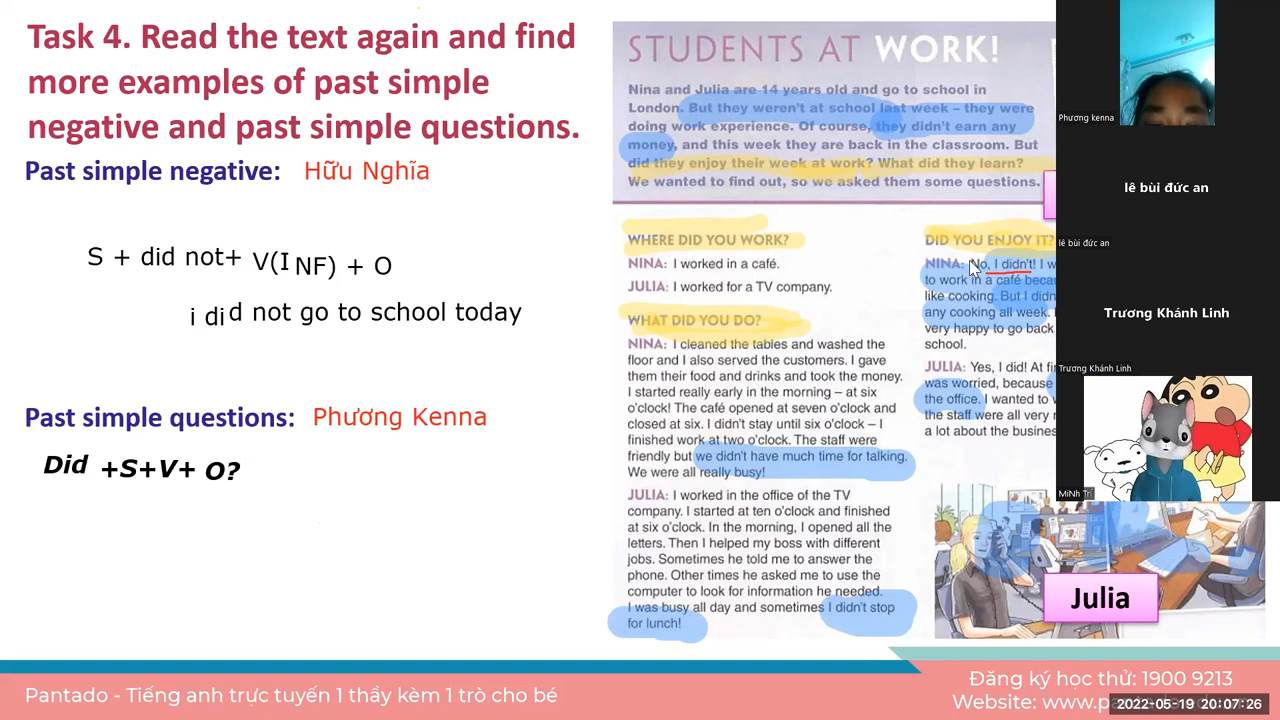 Task 4. Read the text again and find
more examples of past simple
negative and past simple questions.
Past simple negative: Hữu Nghĩa
S + did not+ V(I NF) + O
i did not go to school today
Past simple questions: Phương Kenna
Did +S+V+ O?
STUDENTS AT WORK!
Nina and Julia are 14 years old and go to school in
London. But they weren't at school last week – they were
doing work experience. Of course, they didn't earn any
money, and this week they are back in the classroom. But
did they enjoy their week at work? What did they learn?
We wanted to find out, so we asked them some questions.
WHERE DID YOU WORK?
NINA: I worked in a café.
JULIA: I worked for a TV company.
WHAT DID YOU DO?
NINA: I cleaned the tables and washed the
floor and I also served the customers. I gave
them their food and drinks and took the money.
I started really early in the morning – at six
o'clock! The café opened at seven o'clock and
closed at six. I didn't stay until six o'clock – I
finished work at two o'clock. The staff were
friendly but we didn't have much time for talking.
We were all really busy!
JULIA: I worked in the office of the TV
company. I started at ten o'clock and finished
at six o'clock. In the morning, I opened all the
letters. Then I helped my boss with different
jobs. Sometimes he told me to answer the
phone. Other times he asked me to use the
computer to look for information he needed.
I was busy all day and sometimes I didn't stop
for lunch!
DID YOU ENJOY IT?
NINA: No, I didn't! I
to work in a café
like cooking. But I
any cooking all week. I
very happy to go back
school.
JULIA: Yes, I did! At
was worried, because
the office. I wanted to
the staff were all very
a lot about the
Julia
Phương kenna
lê bùi đức an
lê bùi đức an
Trương Khánh Linh
Trương Khánh Linh
MiNh Trí
Pantado - Tiếng anh trực tuyến 1 thầy kèm 1 trò cho bé
Đăng ký học thử: 1900 9213
Website:
2022-05-19 20:07:26